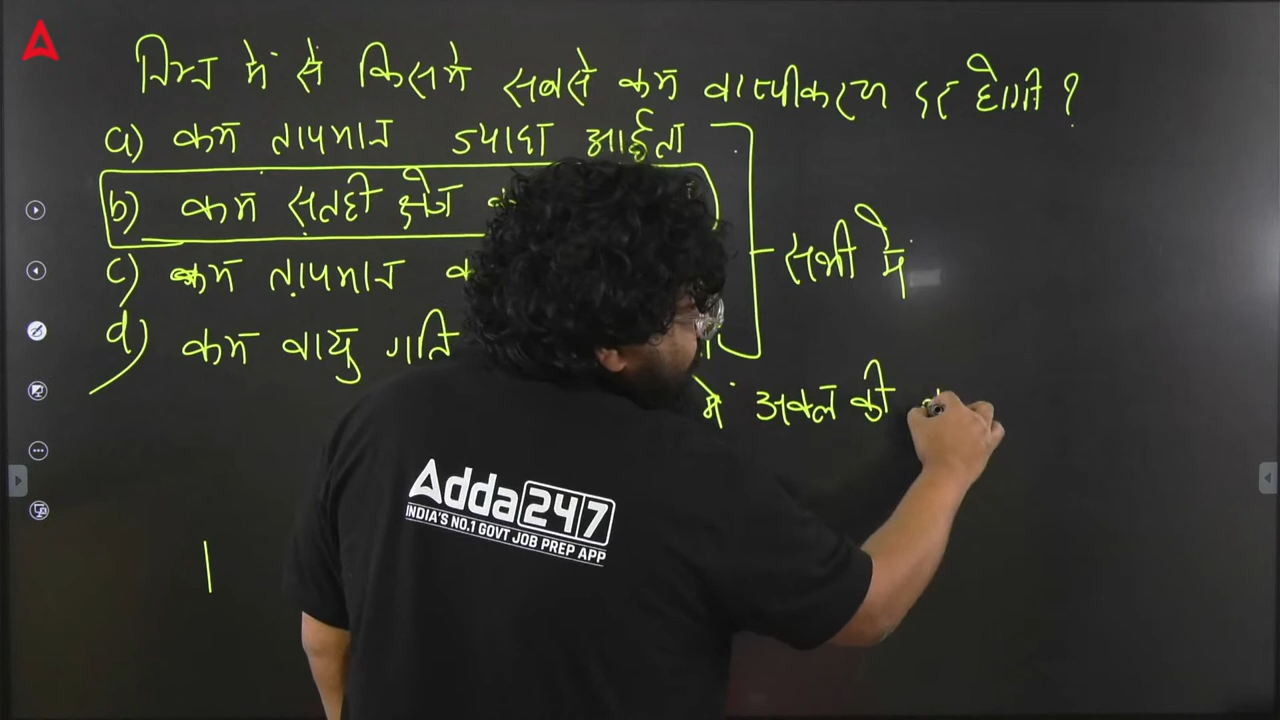 निम्न में से किसमे सबसे कम वाष्पीकरण दर होगी ?
a) कम तापमान ज्यादा आर्द्रता
b) कम सतही क्षेत्र
c) कम तापमान
d) कम वायु गति
सभी में
में अकल की
Adda247
INDIA'S NO.1 GOVT JOB PREP APP